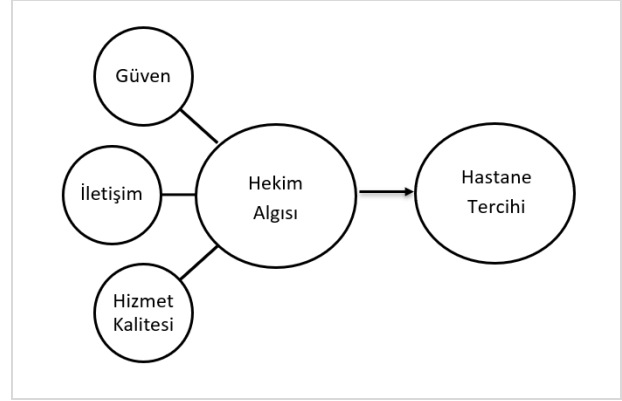 Güven
İletişim
Hizmet
Kalitesi
Hekim
Algısı
Hastane
Tercihi